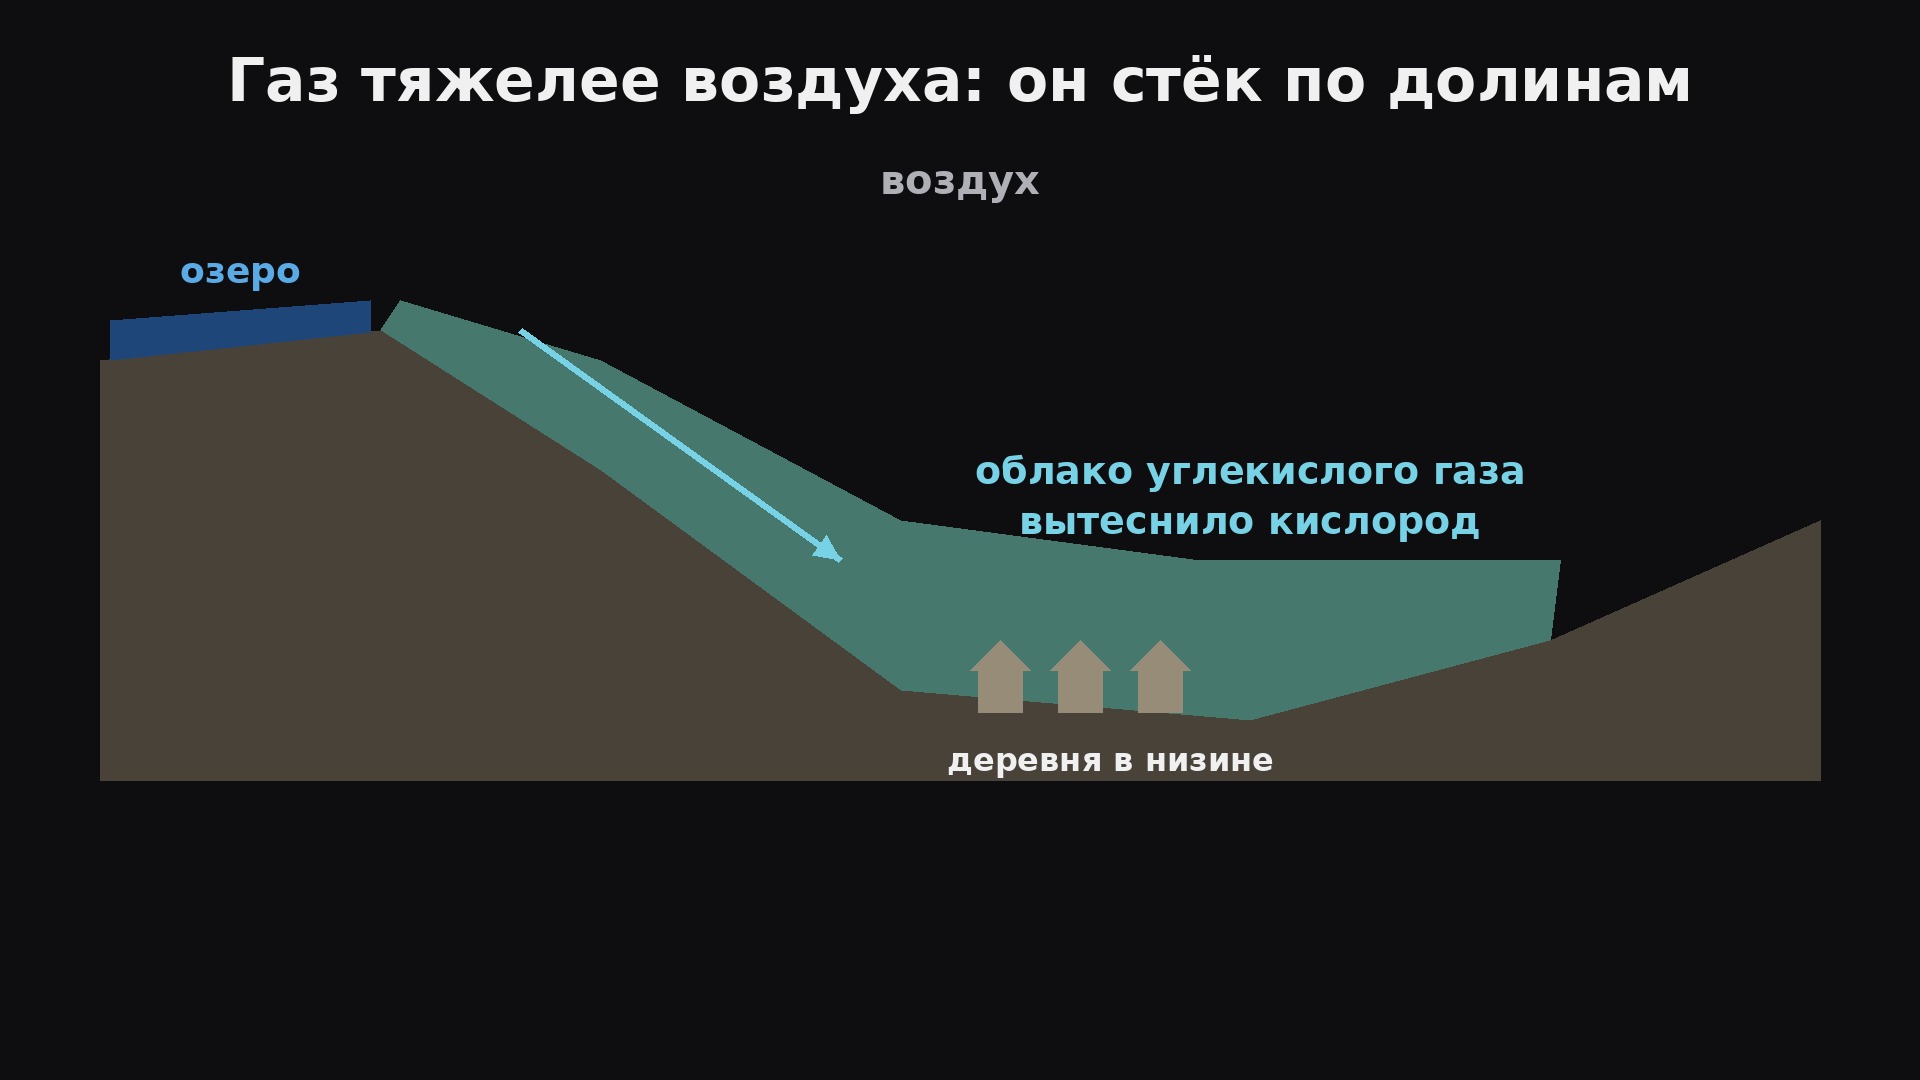 Газ тяжелее воздуха: он стёк по долинам
воздух
озеро
облако углекислого газа
вытеснило кислород
деревня в низине